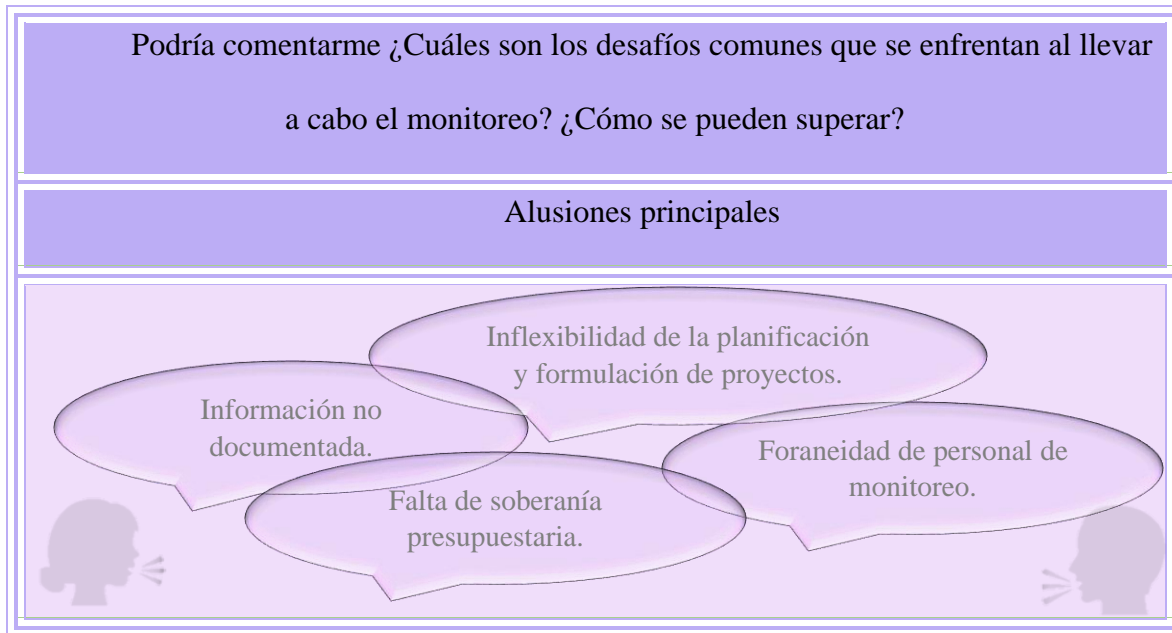 Podría comentarme ¿Cuáles son los desafíos comunes que se enfrentan al llevar
a cabo el monitoreo? ¿Cómo se pueden superar?
Alusiones principales
Inflexibilidad de la planificación
y formulación de proyectos.
Información no
documentada.
Foraneidad de personal de
monitoreo.
Falta de soberanía
presupuestaria.